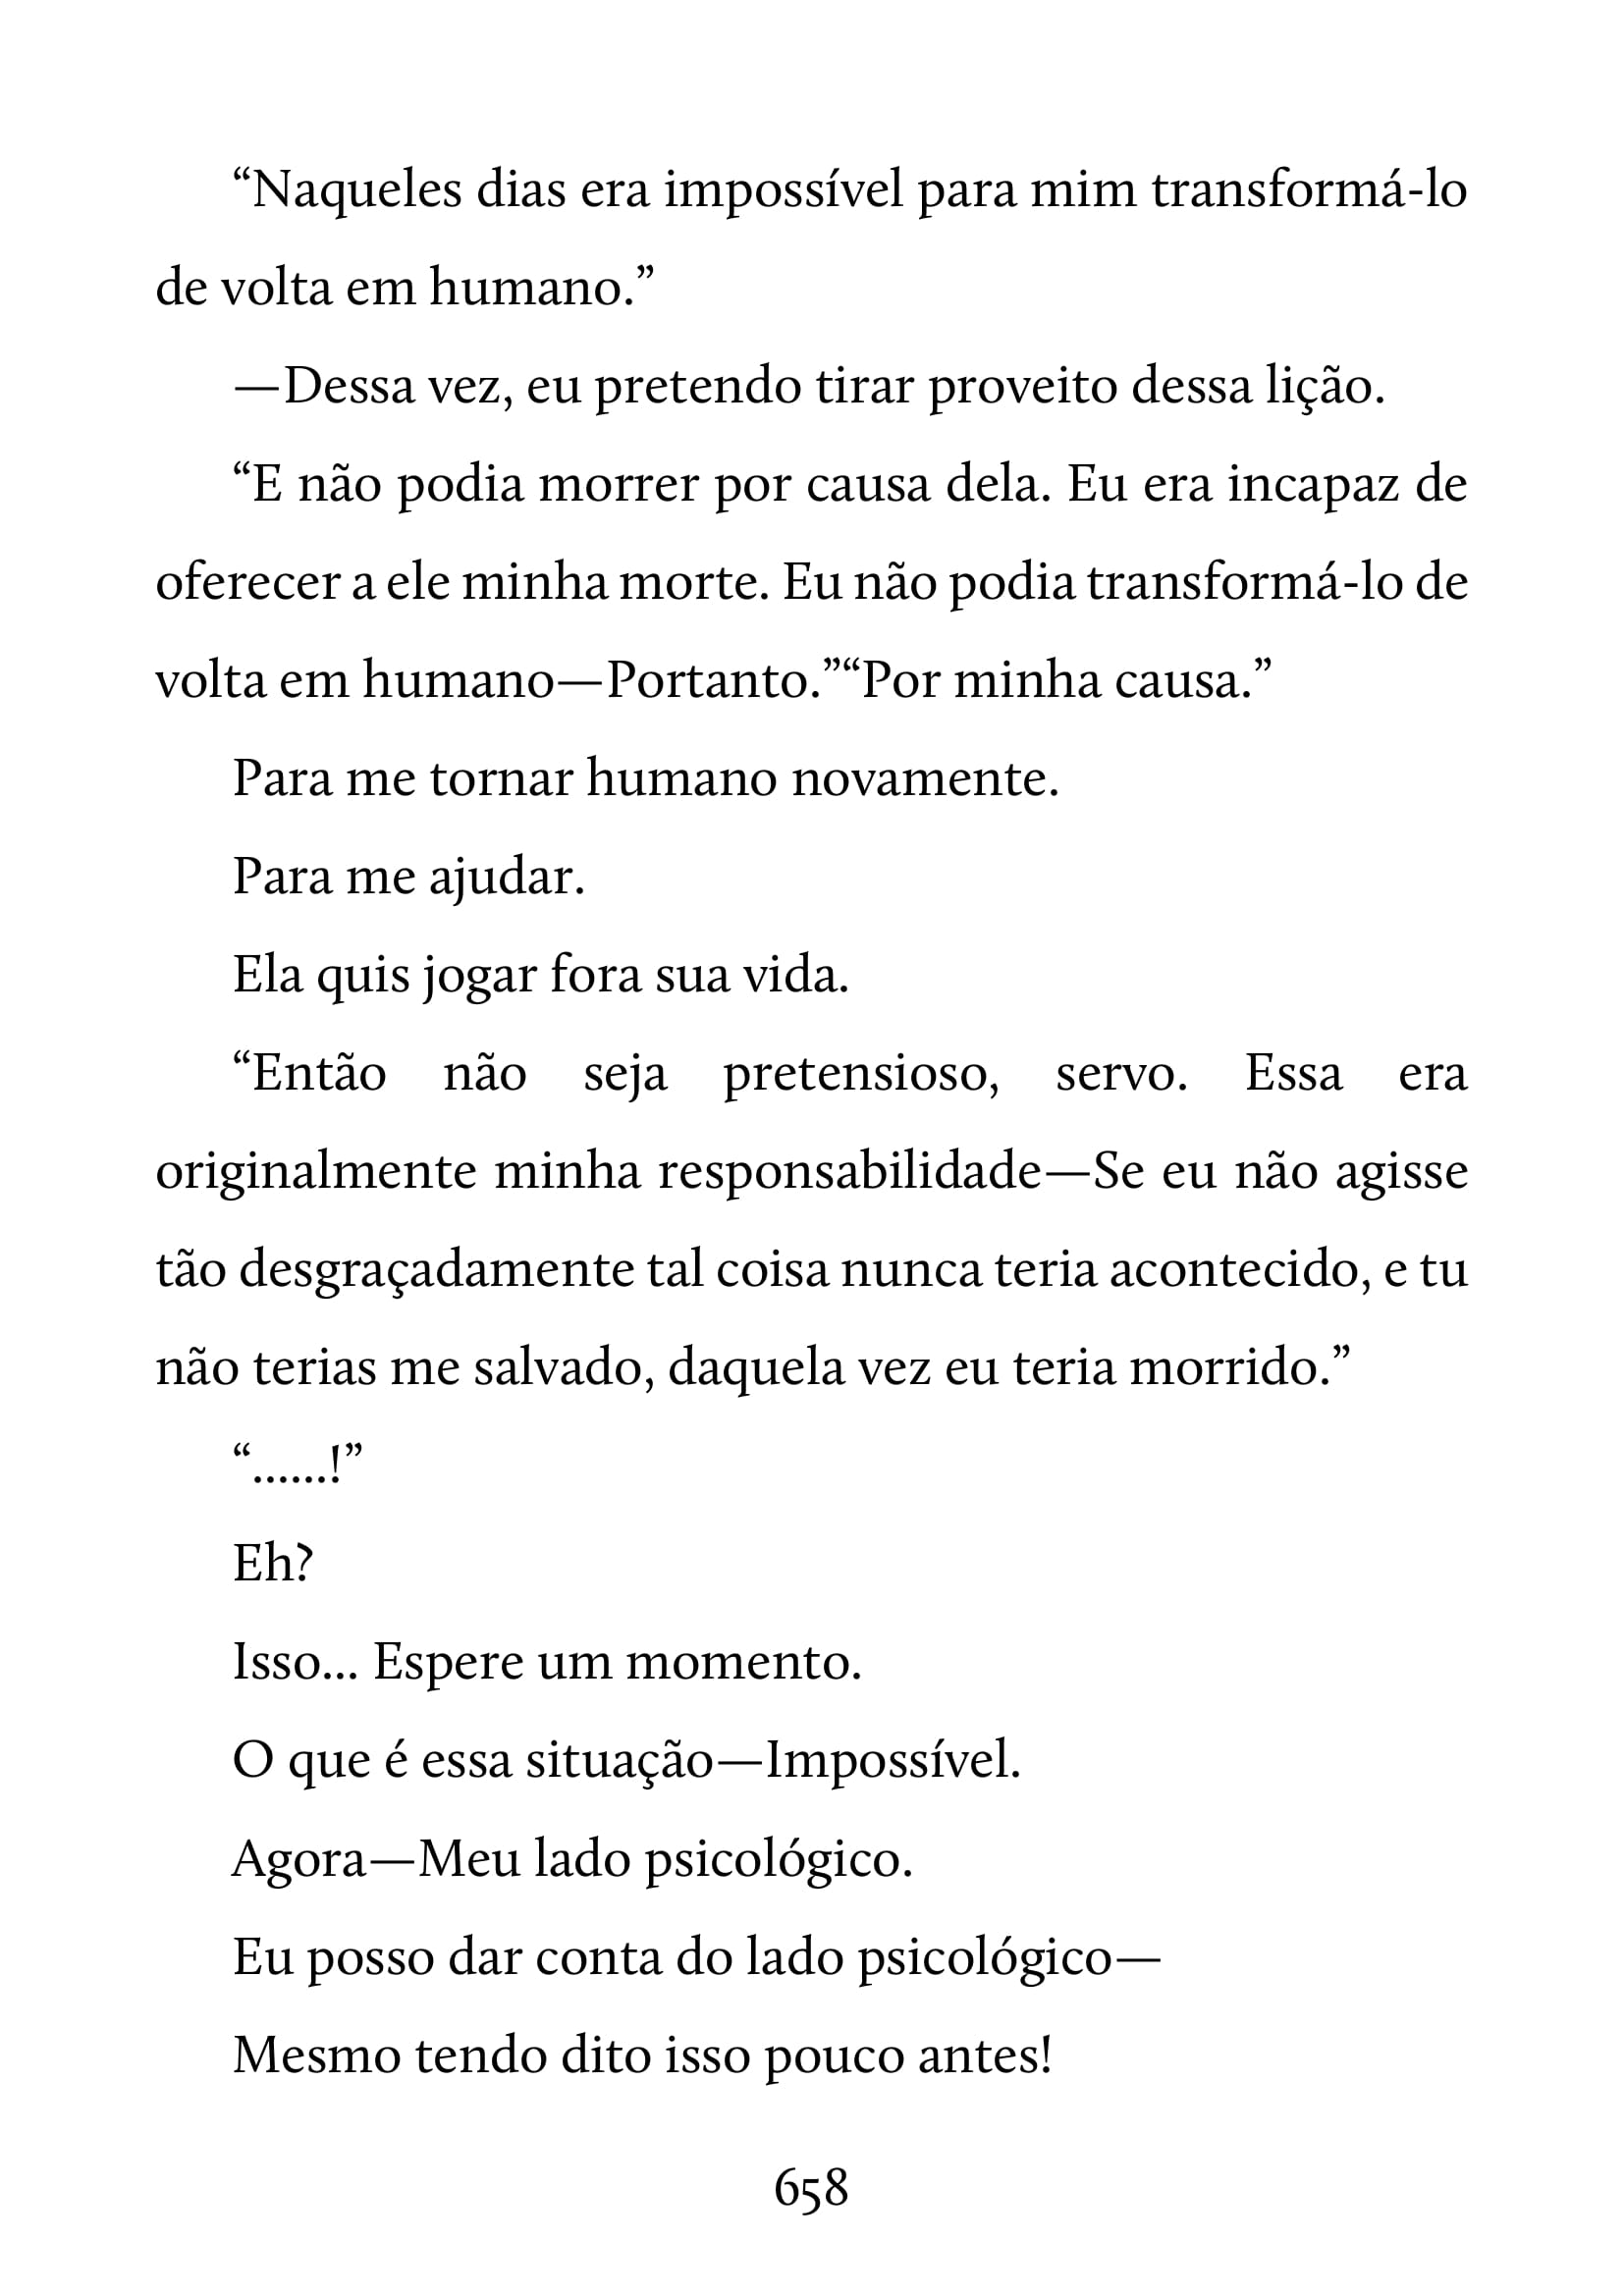 “Naqueles dias era impossível para mim transformá-lo
de volta em humano.”
—Dessa vez, eu pretendo tirar proveito dessa lição.
“E não podia morrer por causa dela. Eu era incapaz de
oferecer a ele minha morte. Eu não podia transformá-lo de
volta em humano—Portanto.”“Por minha causa.”
Para me tornar humano novamente.
Para me ajudar.
Ela quis jogar fora sua vida.
“Então não seja pretensioso, servo. Essa era
originalmente minha responsabilidade—Se eu não agisse
tão desgraçadamente tal coisa nunca teria acontecido, e tu
não terias me salvado, daquela vez eu teria morrido.”
“......!”
Eh?
Isso... Espere um momento.
O que é essa situação—Impossível.
Agora—Meu lado psicológico.
Eu posso dar conta do lado psicológico—
Mesmo tendo dito isso pouco antes!
658